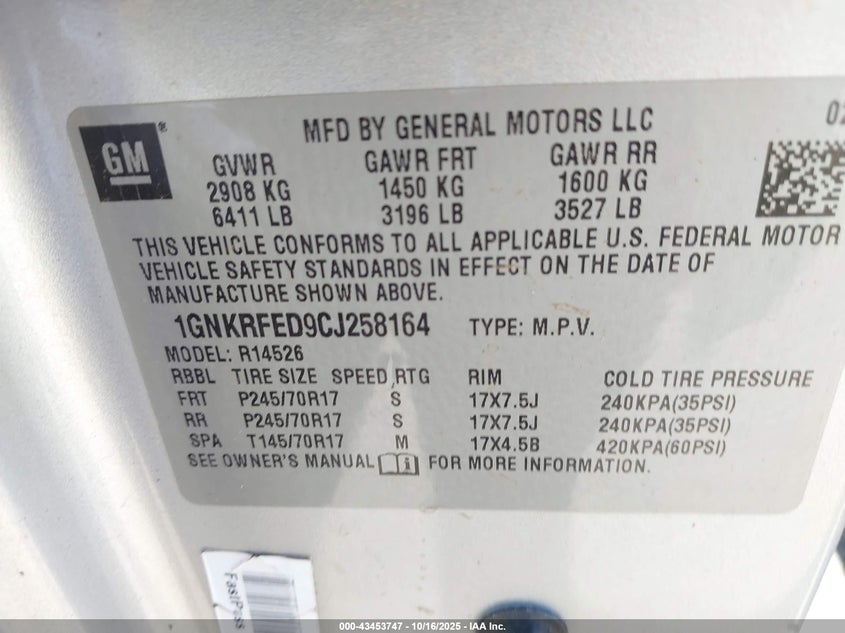 GM ®
MFD BY GENERAL MOTORS LLC
02
GVWR GAWR FRT GAWR RR
2908 KG 1450 KG 1600 KG
6411 LB 3196 LB 3527 LB
THIS VEHICLE CONFORMS TO ALL APPLICABLE U.S. FEDERAL MOTOR
VEHICLE SAFETY STANDARDS IN EFFECT ON THE DATE OF
MANUFACTURE SHOWN ABOVE.
1GNKRFED9CJ258164 TYPE: M.P.V.
MODEL: R14526
RBBL TIRE SIZE SPEED RTG RIM COLD TIRE PRESSURE
FRT P245/70R17 S 17X7.5J 240KPA(35PSI)
RR P245/70R17 S 17X7.5J 240KPA(35PSI)
SPA T145/70R17 M 17X4.5B 420KPA(60PSI)
SEE OWNER'S MANUAL FOR MORE INFORMATION.
FastPass
000-43453747 - 10/16/2025 - IAA Inc.